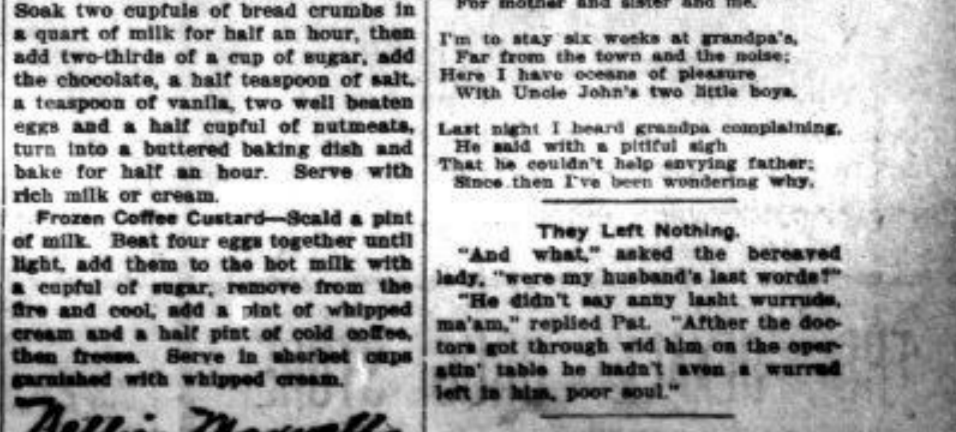 Soak two cupfuls of bread crumbs in
a quart of milk for half an hour, then
add two-thirds of a cup of sugar, add
the chocolate, a half teaspoon of salt,
a teaspoon of vanila, two well beaten
eggs and a half cupful of nutmeats,
turn into a buttered baking dish and
bake for half an hour. Serve with
rich milk or cream.
Frozen Coffee Custard—Scald a pint
of milk. Beat four eggs together until
light, add them to the hot milk with
a cupful of sugar, remove from the
fire and cool, add a pint of whipped
cream and a half pint of cold coffee,
then freeze. Serve in sherbet cups
garnished with whipped cream.
Nellie Maxwell
For mother and sister and me.
I'm to stay six weeks at grandpa's,
Far from the town and the noise;
Here I have oceans of pleasure
With Uncle John's two little boys.
Last night I heard grandpa complaining,
He said with a pitiful sigh
That he couldn't help envying father;
Since then I've been wondering why.
They Left Nothing.
"And what," asked the bereaved
lady, "were my husband's last words?"
"He didn't say anny lasht wurruds,
ma'am," replied Pat. "Afther the doc-
tors got through wid him on the oper-
atin' table he hadn't aven a wurrud
left in him, poor soul."